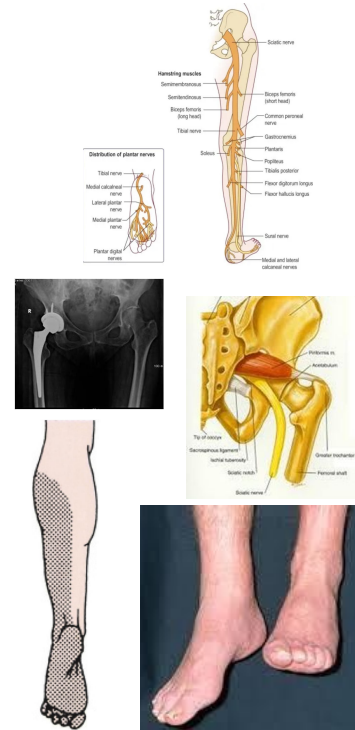 Sciatic nerve
Hamstring muscles
Semimembranosus
Semitendinosus
Biceps femoris
(long head)
Biceps femoris
(short head)
Common peroneal
nerve
Tibial nerve
Gastrocnemius
Soleus
Plantaris
Popliteus
Tibialis posterior
Flexor digitorum longus
Flexor hallucis longus
Sural nerve
Medial and lateral
calcaneal nerves
Distribution of plantar nerves
Tibial nerve
Medial calcalneal
nerve
Lateral plantar
nerve
Medial plantar
nerve
Plantar digital
nerves
R
Piriformis m.
Acetabulum
Tip of coccyx
Sacrospinous ligament
Ischial tuberosity
Sciatic notch
Sciatic nerve
Greater trochanter
Femoral shaft